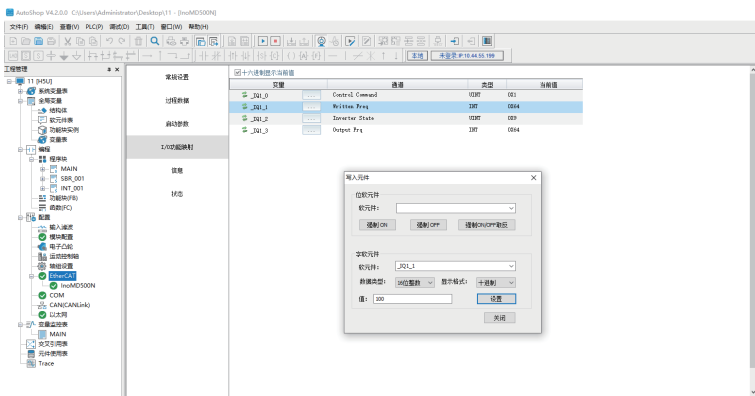 AutoShop V4.2.0.0 C:\Users\Administrator\Desktop\11 - [InoMD500N]
文件(F) 编辑(E) 查看(V) PLC(P) 调试(D) 工具(T) 窗口(W) 帮助(H)
本地 未登录:IP:10.44.55.199
工程管理
11 [H5U]
系统变量表
全局变量
结构体
软元件表
功能块实例
变量表
编程
程序块
MAIN
SBR_001
INT_001
功能块(FB)
函数(FC)
配置
输入滤波
模块配置
电子凸轮
运动控制轴
轴组设置
EtherCAT
InoMD500N
COM
CAN(CANLink)
以太网
变量监控表
MAIN
交叉引用表
元件使用表
Trace
常规设置
过程数据
启动参数
I/O功能映射
信息
状态
十六进制显示当前值
变量 通道 类型 当前值
_IQ1_0 ... Control Command UINT 0X1
_IQ1_1 ... Written Freq INT 0X64
_IQ1_2 ... Inverter State UINT 0X9
_IQ1_3 ... Output Frq INT 0X64
写入元件
位软元件
软元件:
强制 ON 强制 OFF 强制ON/OFF取反
字软元件
软元件: _IQ1_1
数据类型: 16位整数 显示格式: 十进制
值: 100 设置
关闭